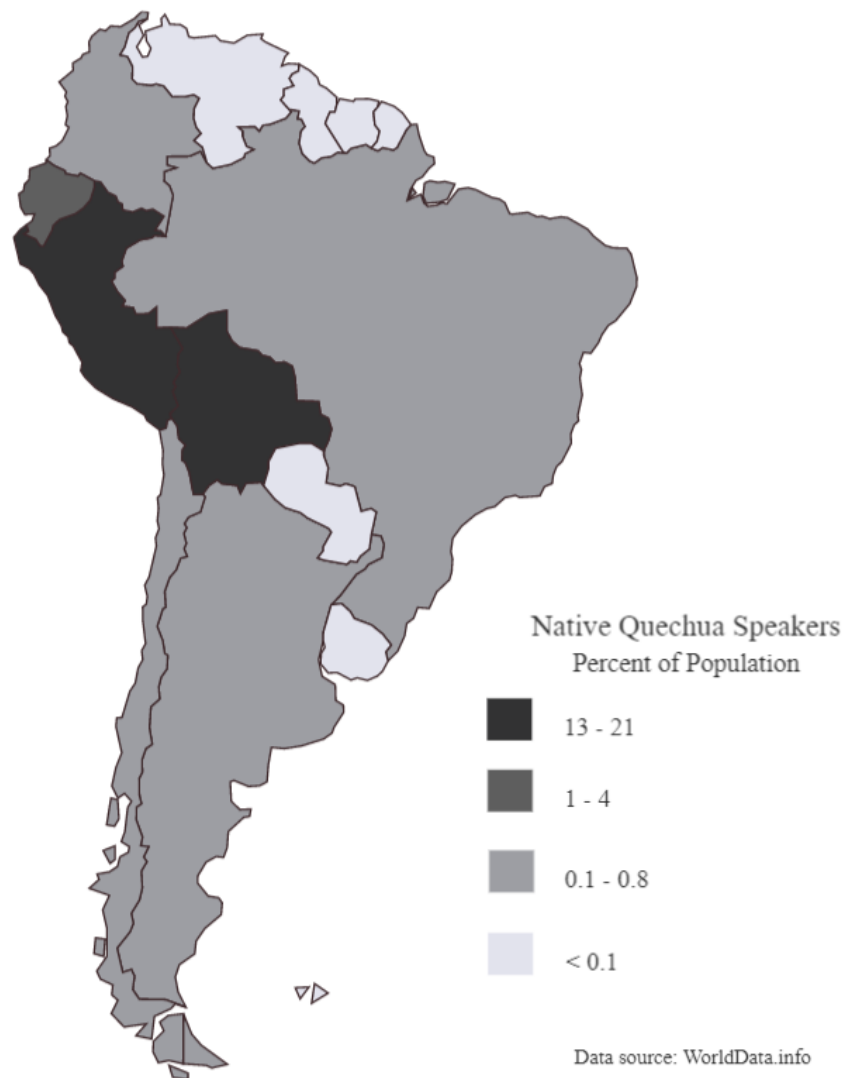 Native Quechua Speakers
Percent of Population
13 - 21
1 - 4
0.1 - 0.8
< 0.1
Data source: WorldData.info